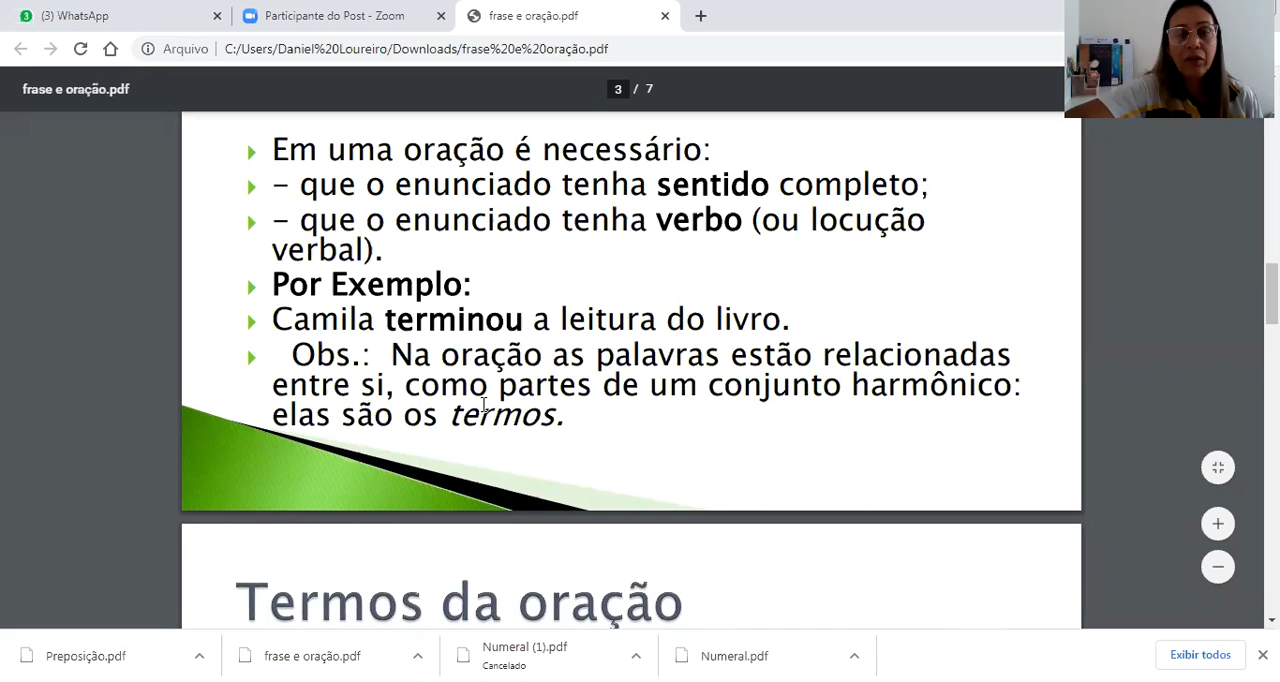 (3) WhatsApp
Participante do Post - Zoom
frase e oração.pdf
Arquivo
C:/Users/Daniel%20Loureiro/Downloads/frase%20e%20oração.pdf
frase e oração.pdf
3 / 7
Em uma oração é necessário:
– que o enunciado tenha sentido completo;
– que o enunciado tenha verbo (ou locução
verbal).
Por Exemplo:
Camila terminou a leitura do livro.
Obs.: Na oração as palavras estão relacionadas
entre si, como partes de um conjunto harmônico:
elas são os termos.
Termos da oração
Preposição.pdf
frase e oração.pdf
Numeral (1).pdf
Cancelado
Numeral.pdf
Exibir todos